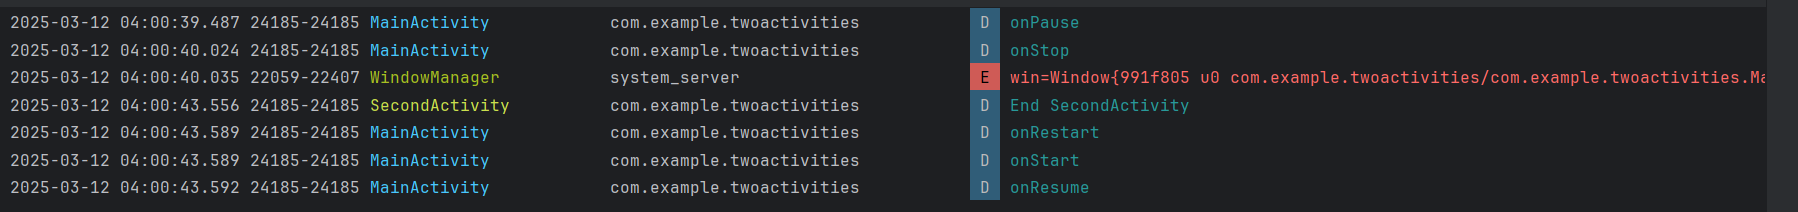 2025-03-12 04:00:39.487 24185-24185 MainActivity com.example.twoactivities D onPause
2025-03-12 04:00:40.024 24185-24185 MainActivity com.example.twoactivities D onStop
2025-03-12 04:00:40.035 22059-22407 WindowManager system_server E win=Window{991f805 u0 com.example.twoactivities/com.example.twoactivities.Ma
2025-03-12 04:00:43.556 24185-24185 SecondActivity com.example.twoactivities D End SecondActivity
2025-03-12 04:00:43.589 24185-24185 MainActivity com.example.twoactivities D onRestart
2025-03-12 04:00:43.589 24185-24185 MainActivity com.example.twoactivities D onStart
2025-03-12 04:00:43.592 24185-24185 MainActivity com.example.twoactivities D onResume